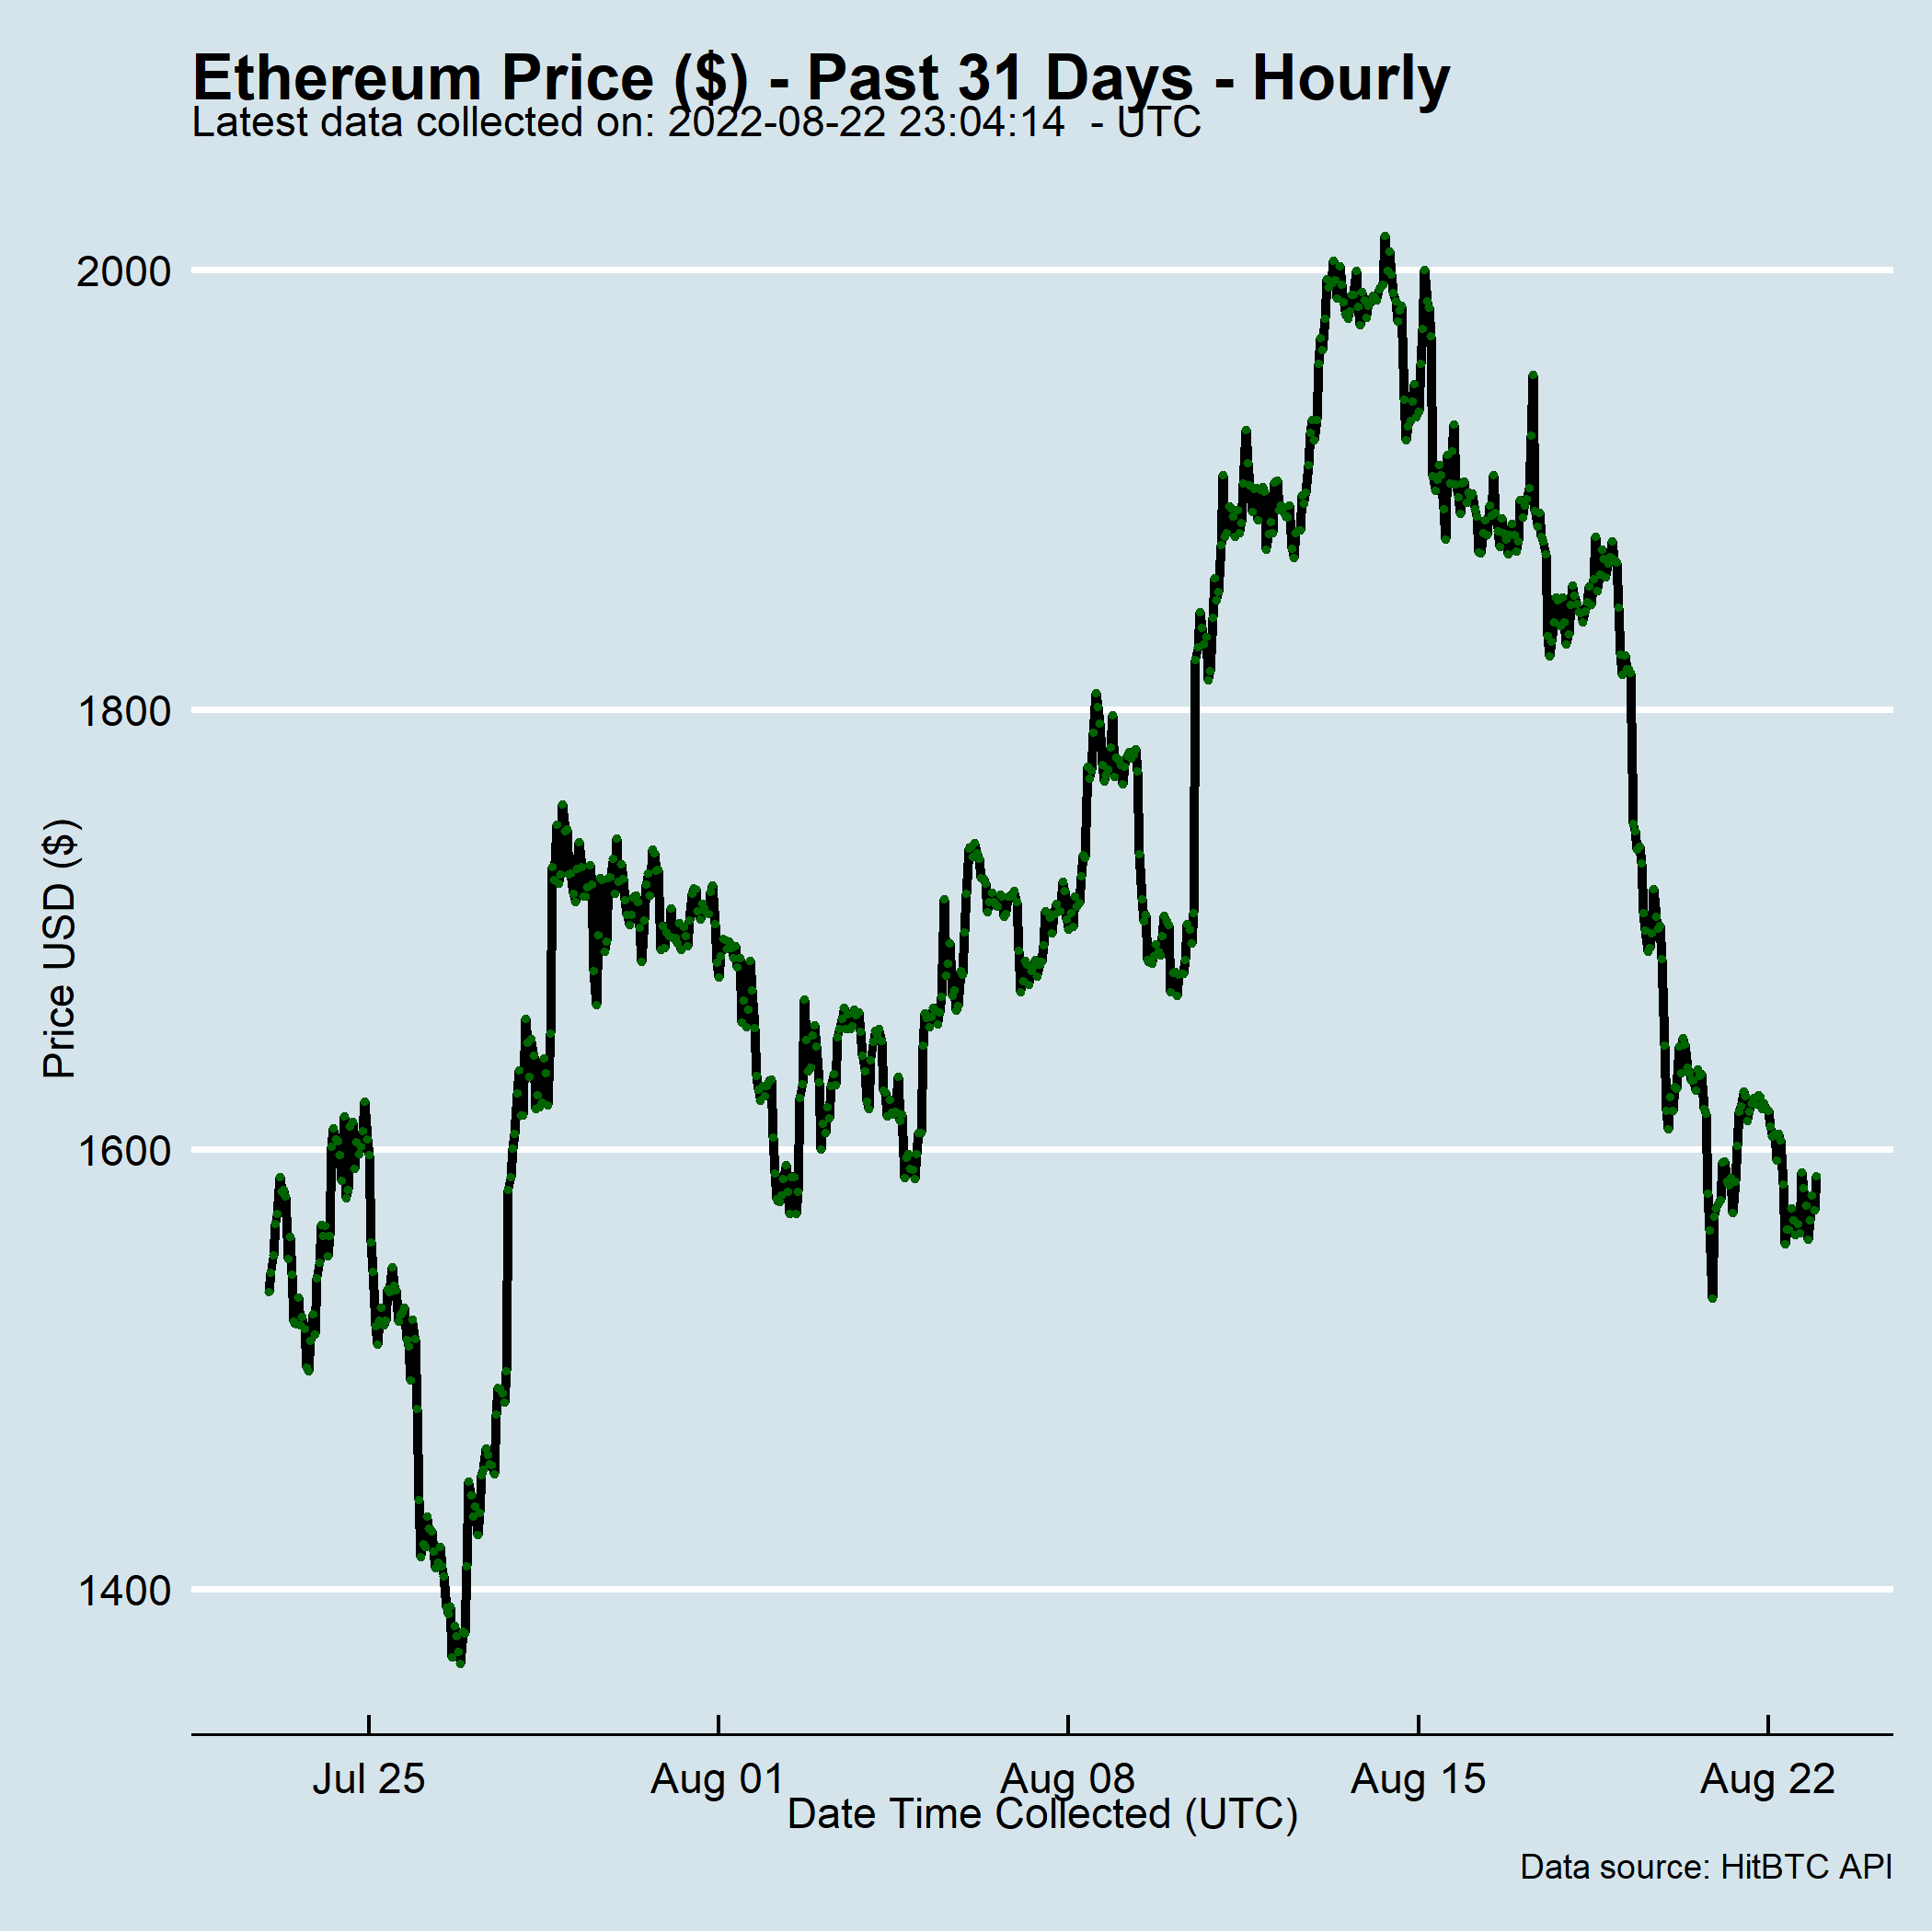 Ethereum Price ($) - Past 31 Days - Hourly
Latest data collected on: 2022-08-22 23:04:14  - UTC
2000
1800
1600
1400
Price USD ($)
Jul 25
Aug 01
Aug 08
Aug 15
Aug 22
Date Time Collected (UTC)
Data source: HitBTC API